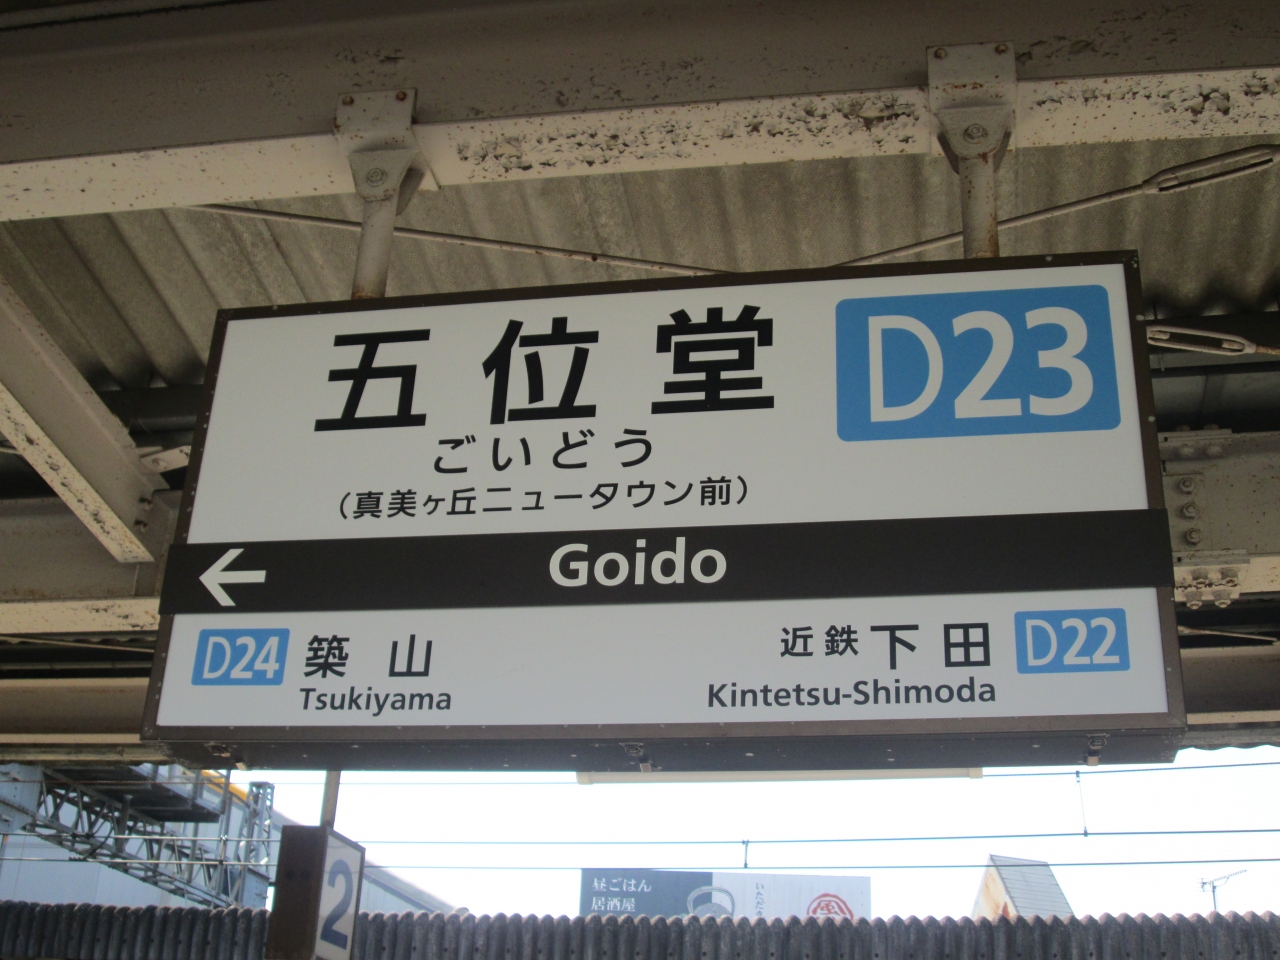 五位堂 D23
ごいどう
（真美ヶ丘ニュータウン前）
← Goido
D24 築山
Tsukiyama
近鉄下田 D22
Kintetsu-Shimoda
2
昼ごはん
居酒屋